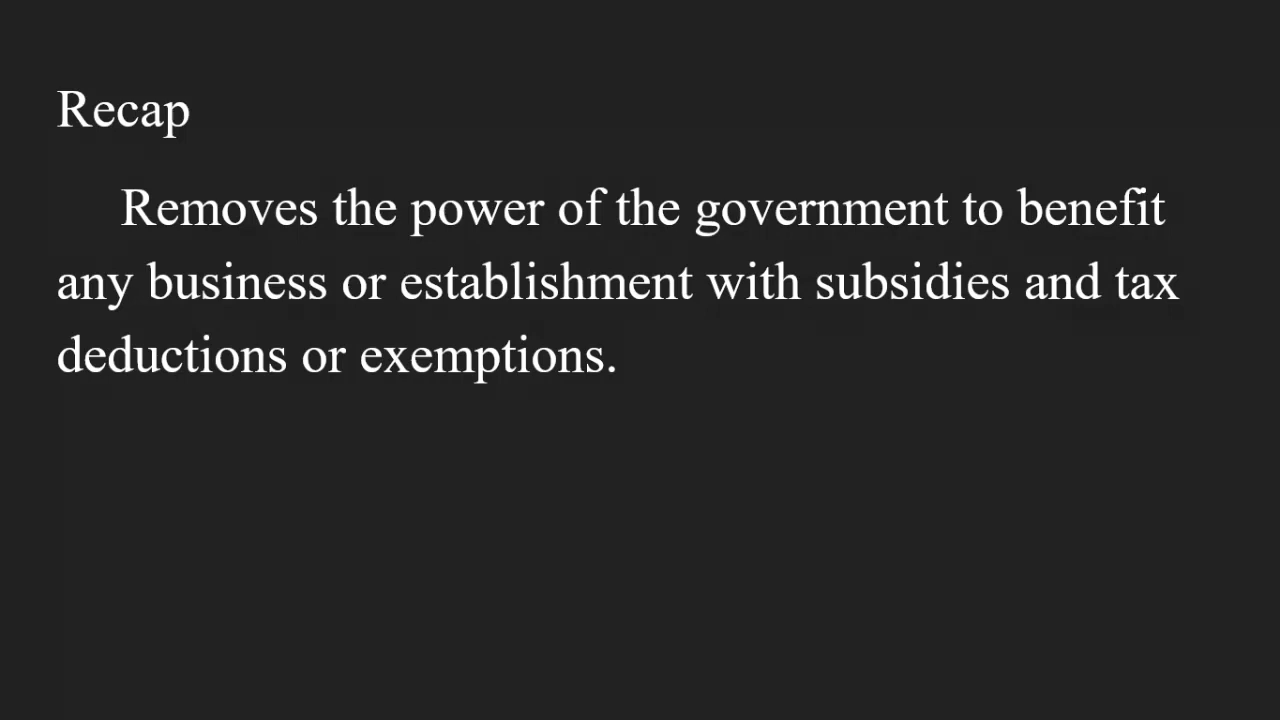 Recap
Removes the power of the government to benefit
any business or establishment with subsidies and tax
deductions or exemptions.